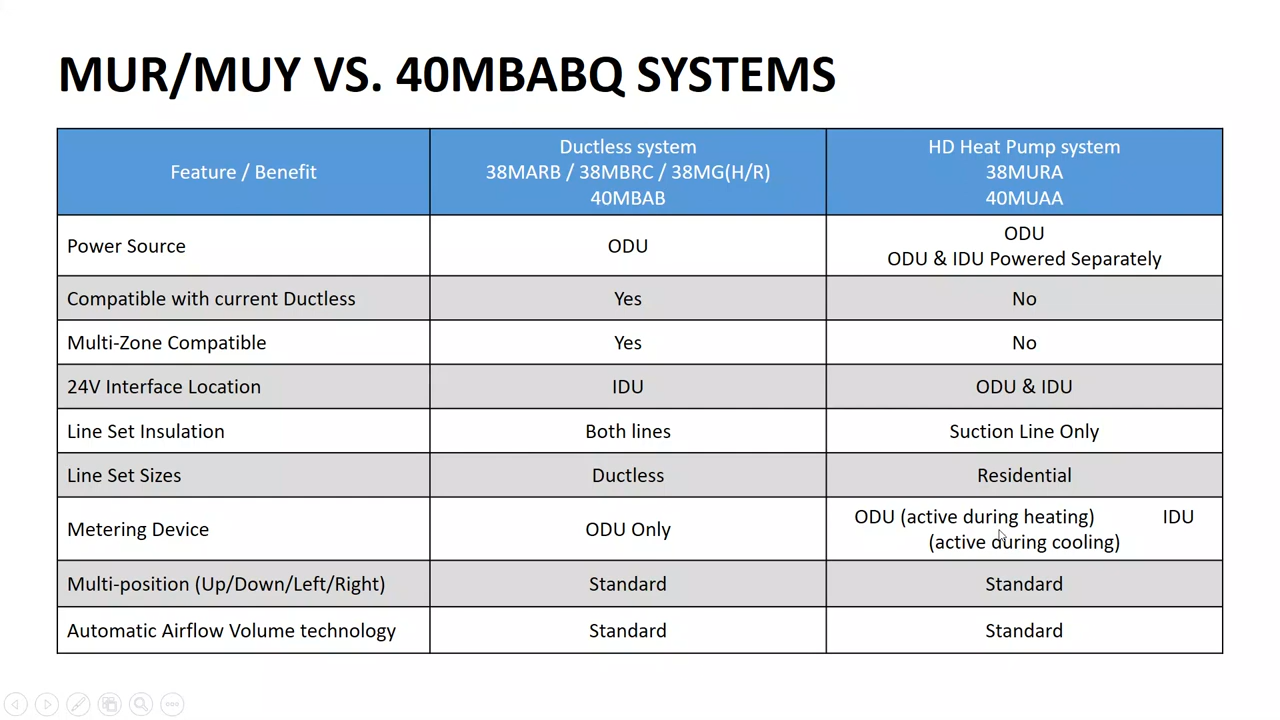 MUR/MUY VS. 40MBABQ SYSTEMS
Feature / Benefit
Ductless system
38MARB / 38MBRC / 38MG(H/R)
40MBAB
HD Heat Pump system
38MURA
40MUAA
Power Source
ODU
ODU
ODU & IDU Powered Separately
Compatible with current Ductless
Yes
No
Multi-Zone Compatible
Yes
No
24V Interface Location
IDU
ODU & IDU
Line Set Insulation
Both lines
Suction Line Only
Line Set Sizes
Ductless
Residential
Metering Device
ODU Only
ODU (active during heating) IDU
(active during cooling)
Multi-position (Up/Down/Left/Right)
Standard
Standard
Automatic Airflow Volume technology
Standard
Standard